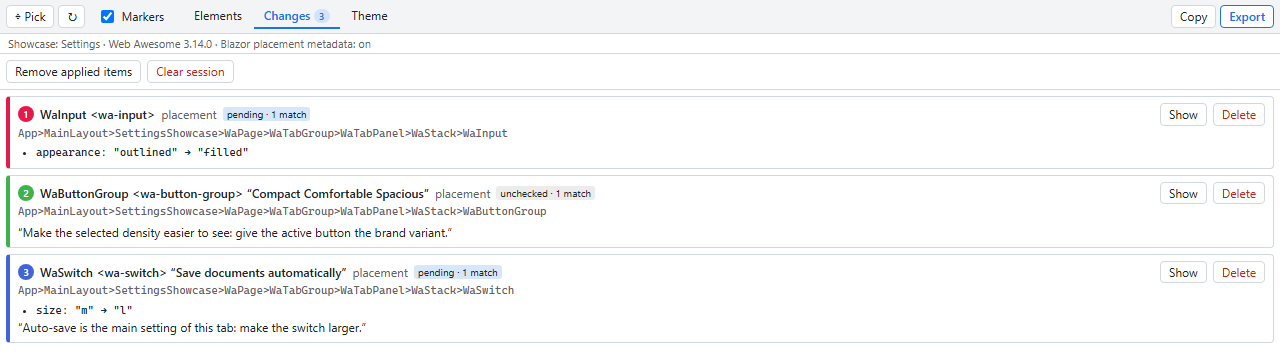 ⌖ Pick ↻ Markers Elements Changes 3 Theme Copy Export
Showcase: Settings · Web Awesome 3.14.0 · Blazor placement metadata: on
Remove applied items Clear session
1 WaInput <wa-input> placement pending · 1 match Show Delete
App>MainLayout>SettingsShowcase>WaPage>WaTabGroup>WaTabPanel>WaStack>WaInput
• appearance: "outlined" → "filled"
2 WaButtonGroup <wa-button-group> “Compact Comfortable Spacious” placement unchecked · 1 match Show Delete
App>MainLayout>SettingsShowcase>WaPage>WaTabGroup>WaTabPanel>WaStack>WaButtonGroup
“Make the selected density easier to see: give the active button the brand variant.”
3 WaSwitch <wa-switch> “Save documents automatically” placement pending · 1 match Show Delete
App>MainLayout>SettingsShowcase>WaPage>WaTabGroup>WaTabPanel>WaStack>WaSwitch
• size: "m" → "l"
“Auto-save is the main setting of this tab: make the switch larger.”